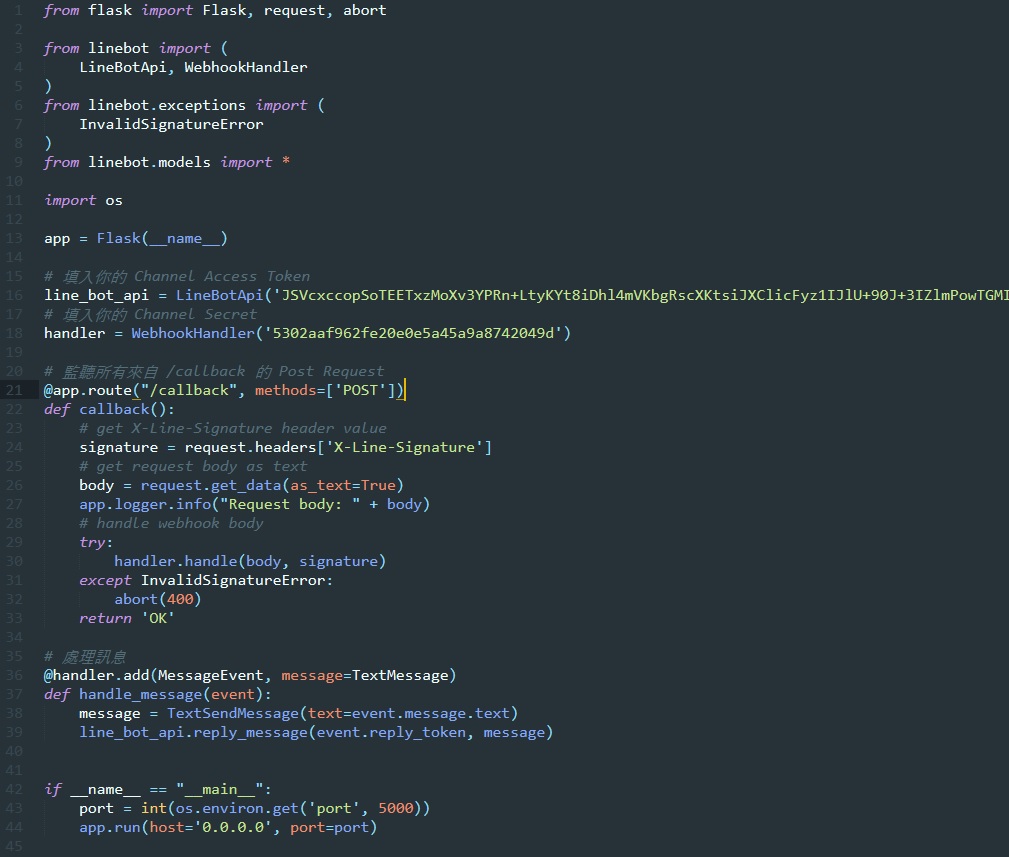 1 from flask import Flask, request, abort
2
3 from linebot import (
4     LineBotApi, WebhookHandler
5 )
6 from linebot.exceptions import (
7     InvalidSignatureError
8 )
9 from linebot.models import *
10
11 import os
12
13 app = Flask(__name__)
14
15 # 填入你的 Channel Access Token
16 line_bot_api = LineBotApi('JSVcxccopSoTEETxzMoXv3YPRn+LtyKYt8iDhl4mVKbgRscXKtsiJXClicFyz1IJlU+90J+3IZlmPowTGMI
17 # 填入你的 Channel Secret
18 handler = WebhookHandler('5302aaf962fe20e0e5a45a9a8742049d')
19
20 # 監聽所有來自 /callback 的 Post Request
21 @app.route("/callback", methods=['POST'])
22 def callback():
23     # get X-Line-Signature header value
24     signature = request.headers['X-Line-Signature']
25     # get request body as text
26     body = request.get_data(as_text=True)
27     app.logger.info("Request body: " + body)
28     # handle webhook body
29     try:
30         handler.handle(body, signature)
31     except InvalidSignatureError:
32         abort(400)
33     return 'OK'
34
35 # 處理訊息
36 @handler.add(MessageEvent, message=TextMessage)
37 def handle_message(event):
38     message = TextSendMessage(text=event.message.text)
39     line_bot_api.reply_message(event.reply_token, message)
40
41
42 if __name__ == "__main__":
43     port = int(os.environ.get('port', 5000))
44     app.run(host='0.0.0.0', port=port)
45